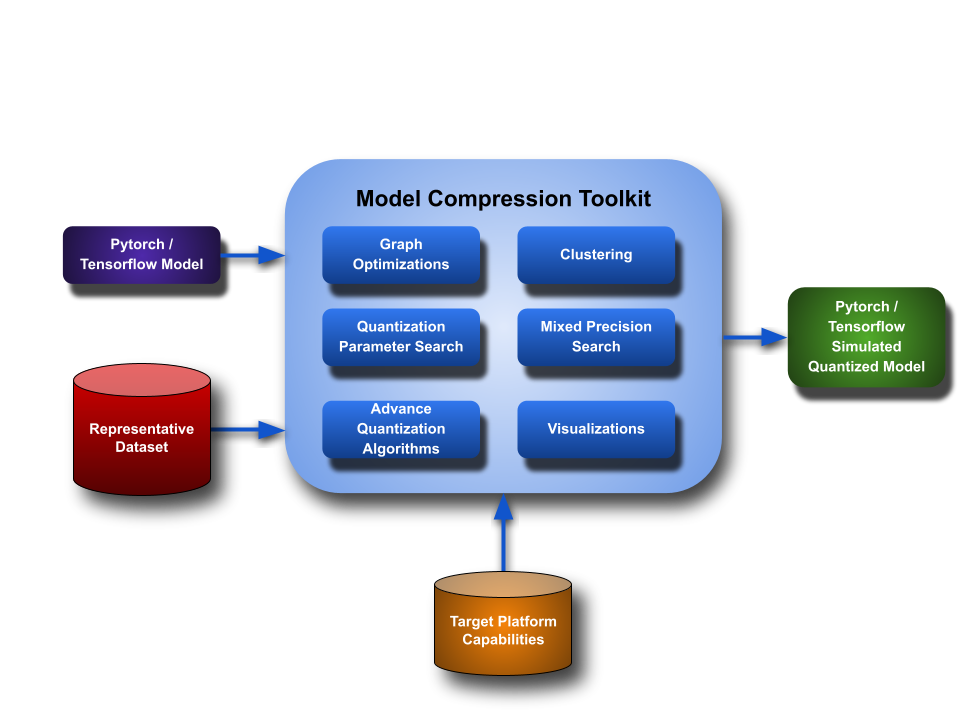 Model Compression Toolkit
Pytorch /
Tensorflow Model
Graph
Optimizations
Clustering
Quantization
Parameter Search
Mixed Precision
Search
Pytorch /
Tensorflow
Simulated
Quantized Model
Representative
Dataset
Advance
Quantization
Algorithms
Visualizations
Target Platform
Capabilities